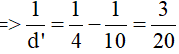 => 1/d' = 1/4 - 1/10 = 3/20